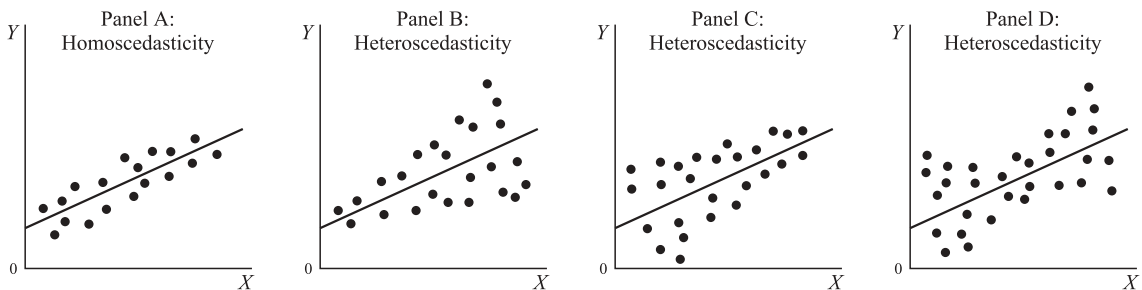 Panel A:
Homoscedasticity
Y
0
X
Panel B:
Heteroscedasticity
Y
0
X
Panel C:
Heteroscedasticity
Y
0
X
Panel D:
Heteroscedasticity
Y
0
X